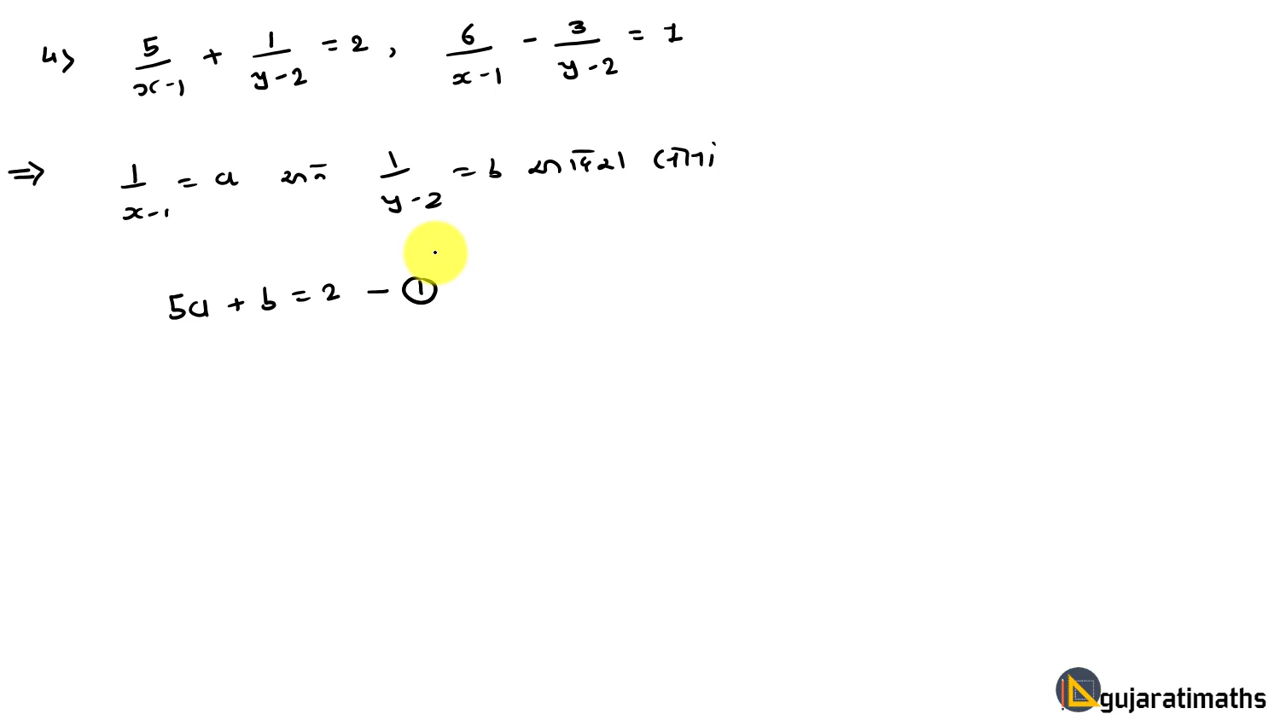 4> 5/(x-1) + 1/(y-2) = 2 , 6/(x-1) - 3/(y-2) = 1
⇒ 1/(x-1) = a અને 1/(y-2) = b આદેશ લેતાં
5a + b = 2 — ①
gujaratimaths